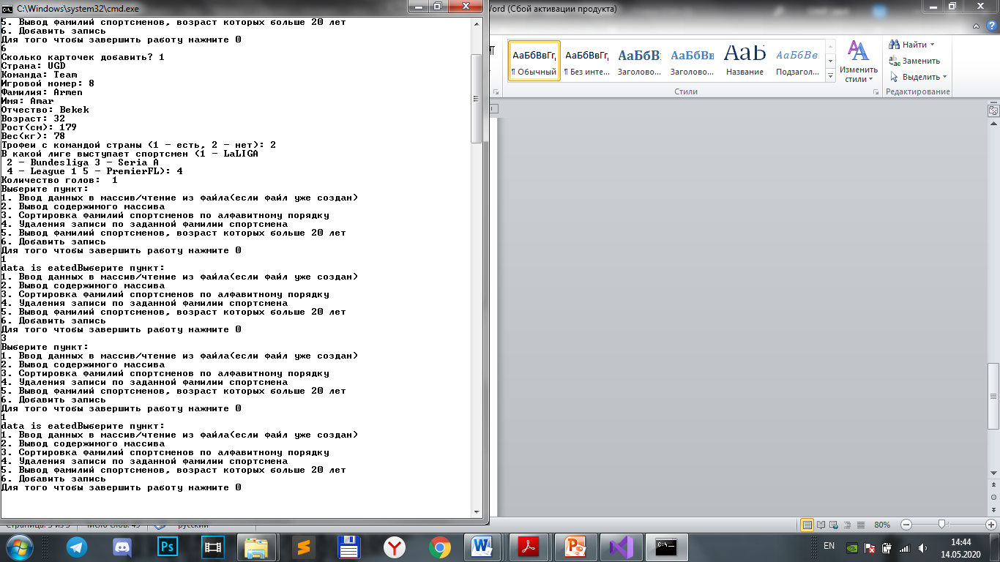 C:\Windows\system32\cmd.exe
Word (Сбой активации продукта)
5. Вывод фамилий спортсменов, возраст которых больше 20 лет
6. Добавить запись
Для того чтобы завершить работу нажмите 0
6
Сколько карточек добавить? 1
Страна: UGD
Команда: Team
Игровой номер: 8
Фамилия: Armen
Имя: Amar
Отчество: Bekek
Возраст: 32
Рост(см): 179
Вес(кг): 78
Трофеи с командой страны (1 - есть, 2 - нет): 2
В какой лиге выступает спортсмен (1 - LaLIGA
2 - Bundesliga 3 - Seria A
4 - League 1 5 - PremierFL): 4
Количество голов:  1
Выберите пункт:
1. Ввод данных в массив/чтение из файла(если файл уже создан)
2. Вывод содержимого массива
3. Сортировка фамилий спортсменов по алфавитному порядку
4. Удаления записи по заданной фамилии спортсмена
5. Вывод фамилий спортсменов, возраст которых больше 20 лет
6. Добавить запись
Для того чтобы завершить работу нажмите 0
1
data is eatedВыберите пункт:
1. Ввод данных в массив/чтение из файла(если файл уже создан)
2. Вывод содержимого массива
3. Сортировка фамилий спортсменов по алфавитному порядку
4. Удаления записи по заданной фамилии спортсмена
5. Вывод фамилий спортсменов, возраст которых больше 20 лет
6. Добавить запись
Для того чтобы завершить работу нажмите 0
3
Выберите пункт:
1. Ввод данных в массив/чтение из файла(если файл уже создан)
2. Вывод содержимого массива
3. Сортировка фамилий спортсменов по алфавитному порядку
4. Удаления записи по заданной фамилии спортсмена
5. Вывод фамилий спортсменов, возраст которых больше 20 лет
6. Добавить запись
Для того чтобы завершить работу нажмите 0
1
data is eatedВыберите пункт:
1. Ввод данных в массив/чтение из файла(если файл уже создан)
2. Вывод содержимого массива
3. Сортировка фамилий спортсменов по алфавитному порядку
4. Удаления записи по заданной фамилии спортсмена
5. Вывод фамилий спортсменов, возраст которых больше 20 лет
6. Добавить запись
Для того чтобы завершить работу нажмите 0
АаБбВвГг, АаБбВвГг, АаБбВ АаБбВв АаБ АаБбВв.
¶ Обычный ¶ Без инте... Заголово... Заголово... Название Подзагол...
Изменить стили
Найти
Заменить
Выделить
Стили
Редактирование
80%
Ps
EN
14:44
14.05.2020